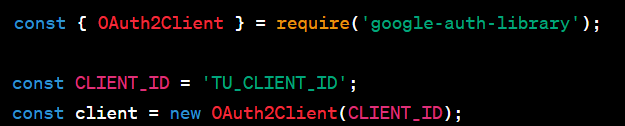 const { OAuth2Client } = require('google-auth-library');
const CLIENT_ID = 'TU_CLIENT_ID';
const client = new OAuth2Client(CLIENT_ID);